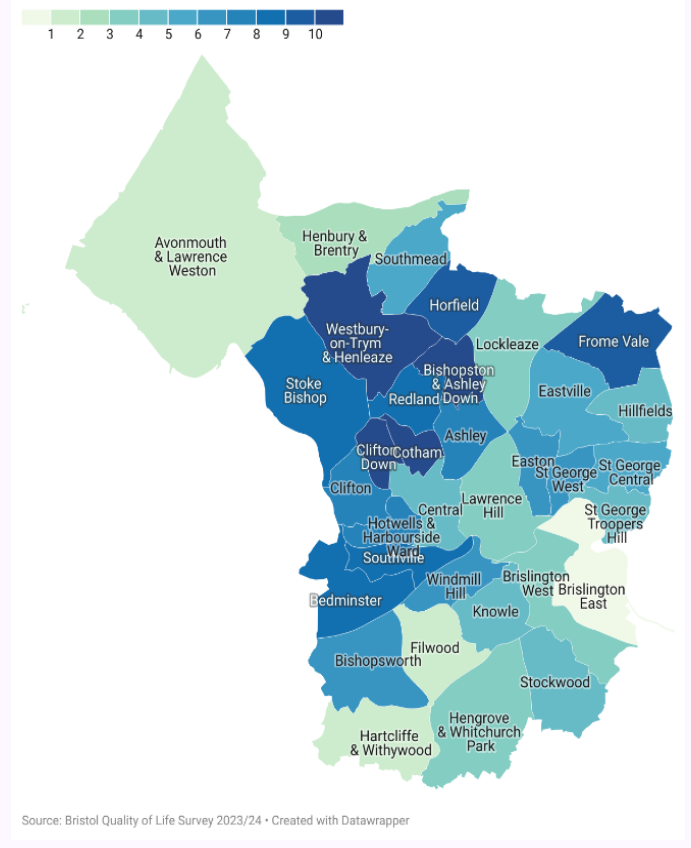 1 2 3 4 5 6 7 8 9 10
Avonmouth
& Lawrence
Weston
Henbury &
Brentry
Southmead
Horfield
Westbury-
on-Trym
& Henleaze
Lockleaze
Frome Vale
Stoke
Bishop
Bishopston
& Ashley
Down
Redland
Eastville
Hillfields
Ashley
Clifton
Down
Cotham
Easton
St George
West
St George
Central
Clifton
Central
Lawrence
Hill
St George
Troopers
Hill
Hotwells &
Harbourside
Ward
Southville
Windmill
Hill
Brislington
West
Brislington
East
Bedminster
Knowle
Filwood
Bishopsworth
Stockwood
Hengrove
& Whitchurch
Park
Hartcliffe
& Withywood
Source: Bristol Quality of Life Survey 2023/24 • Created with Datawrapper